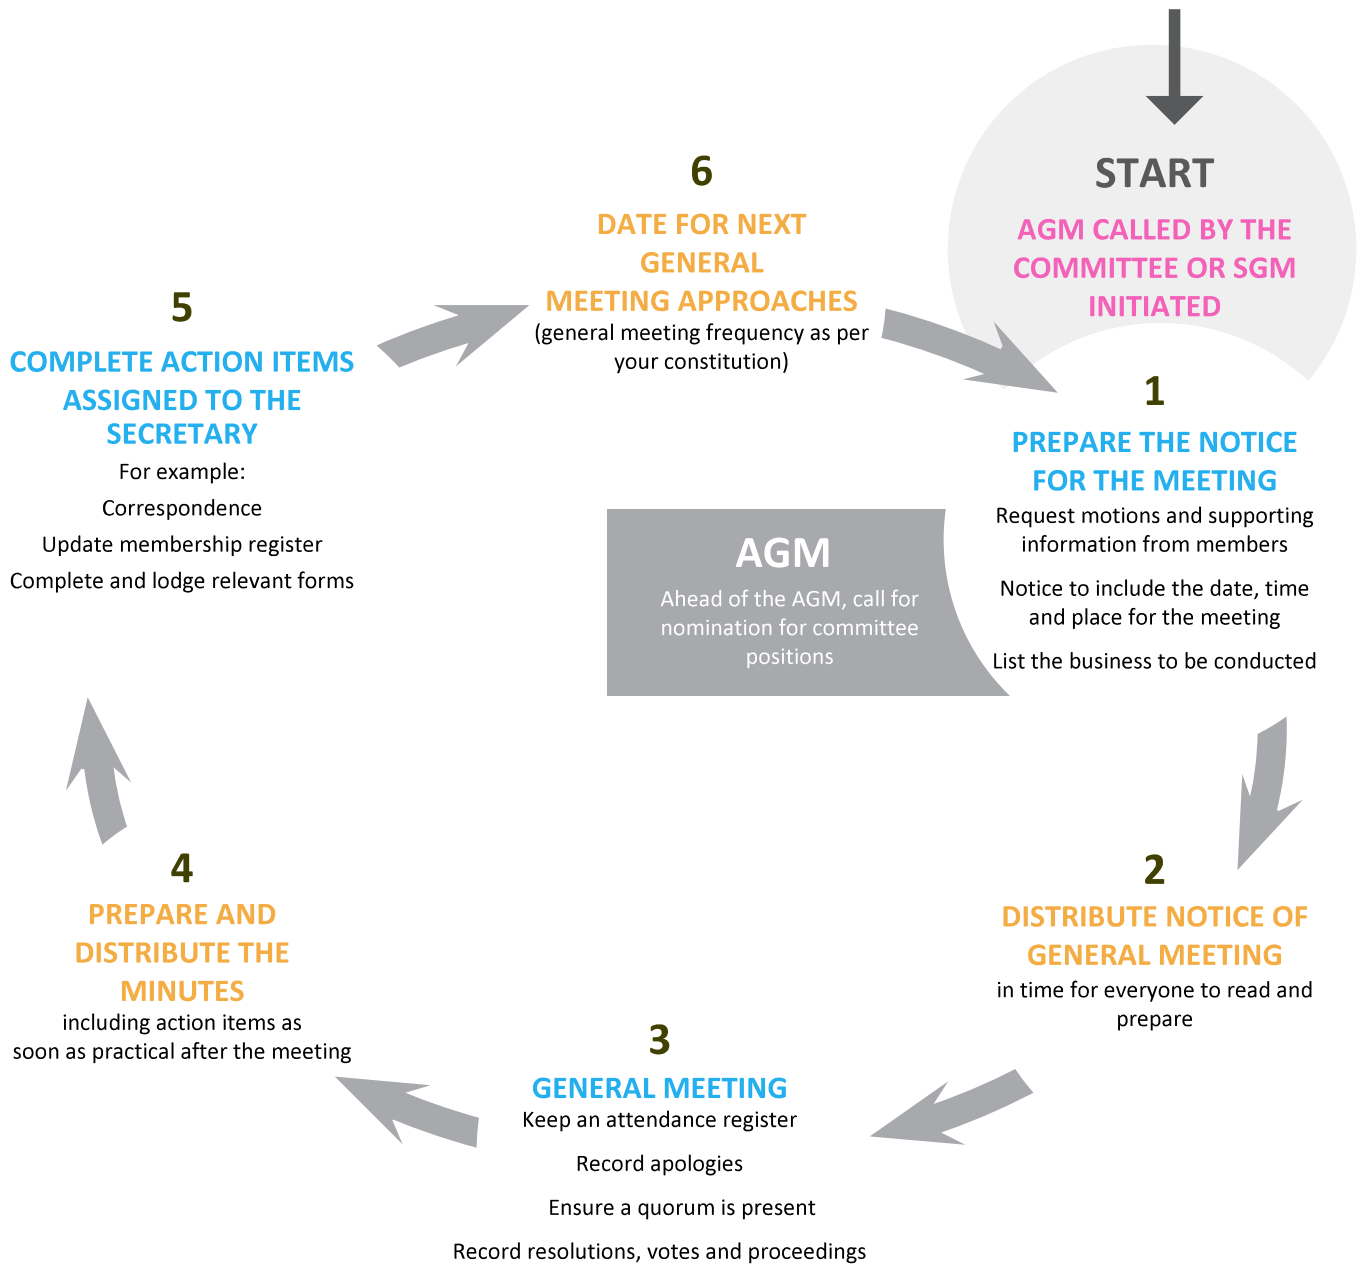 START
AGM CALLED BY THE
COMMITTEE OR SGM
INITIATED
1
PREPARE THE NOTICE
FOR THE MEETING
Request motions and supporting
information from members
Notice to include the date, time
and place for the meeting
List the business to be conducted
AGM
Ahead of the AGM, call for
nomination for committee
positions
2
DISTRIBUTE NOTICE OF
GENERAL MEETING
in time for everyone to read and
prepare
3
GENERAL MEETING
Keep an attendance register
Record apologies
Ensure a quorum is present
Record resolutions, votes and proceedings
4
PREPARE AND
DISTRIBUTE THE
MINUTES
including action items as
soon as practical after the meeting
5
COMPLETE ACTION ITEMS
ASSIGNED TO THE
SECRETARY
For example:
Correspondence
Update membership register
Complete and lodge relevant forms
6
DATE FOR NEXT
GENERAL
MEETING APPROACHES
(general meeting frequency as per
your constitution)